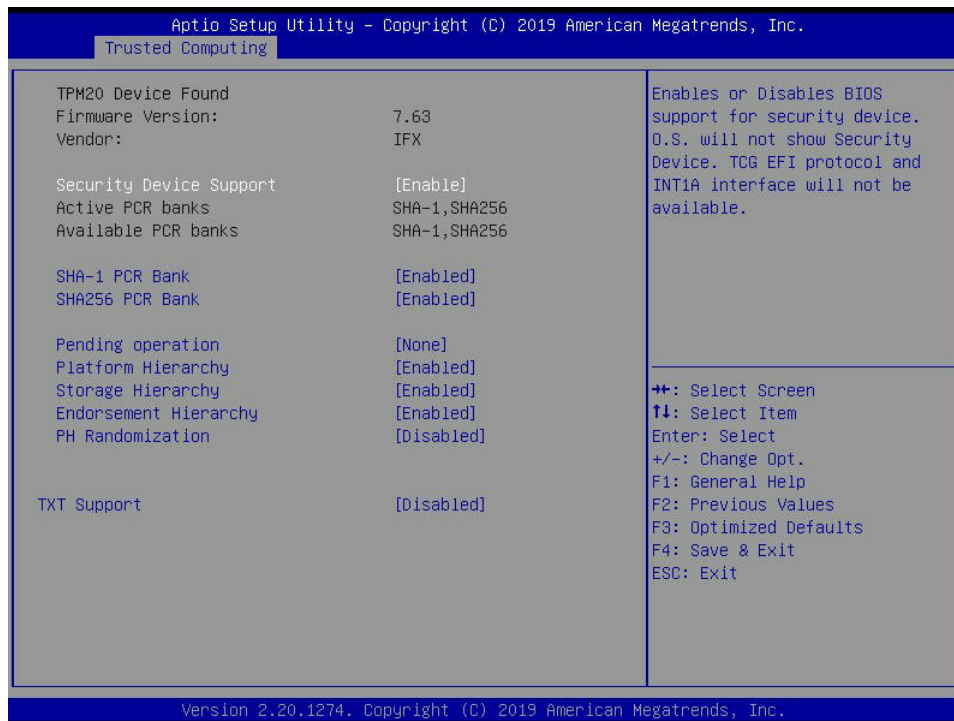 Aptio Setup Utility – Copyright (C) 2019 American Megatrends, Inc.
Trusted Computing
TPM20 Device Found
Firmware Version: 7.63
Vendor: IFX
Security Device Support [Enable]
Active PCR banks SHA-1,SHA256
Available PCR banks SHA-1,SHA256
SHA-1 PCR Bank [Enabled]
SHA256 PCR Bank [Enabled]
Pending operation [None]
Platform Hierarchy [Enabled]
Storage Hierarchy [Enabled]
Endorsement Hierarchy [Enabled]
PH Randomization [Disabled]
TXT Support [Disabled]
Enables or Disables BIOS
support for security device.
O.S. will not show Security
Device. TCG EFI protocol and
INT1A interface will not be
available.
→←: Select Screen
↑↓: Select Item
Enter: Select
+/-: Change Opt.
F1: General Help
F2: Previous Values
F3: Optimized Defaults
F4: Save & Exit
ESC: Exit
Version 2.20.1274. Copyright (C) 2019 American Megatrends, Inc.